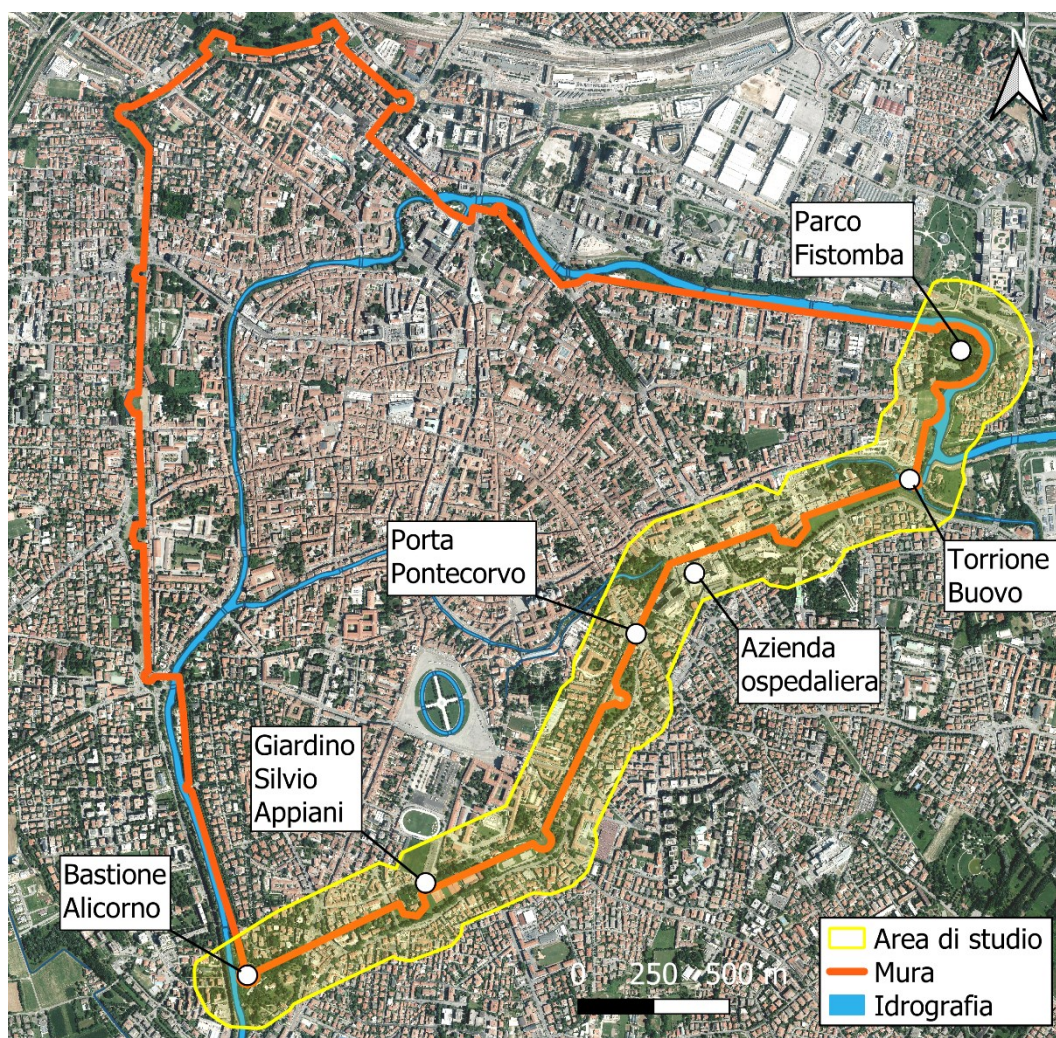 N
Parco
Fistomba
Porta
Pontecorvo
Torrione
Buovo
Azienda
ospedaliera
Giardino
Silvio
Appiani
Bastione
Alicorno
0 250 500 m
Area di studio
Mura
Idrografia